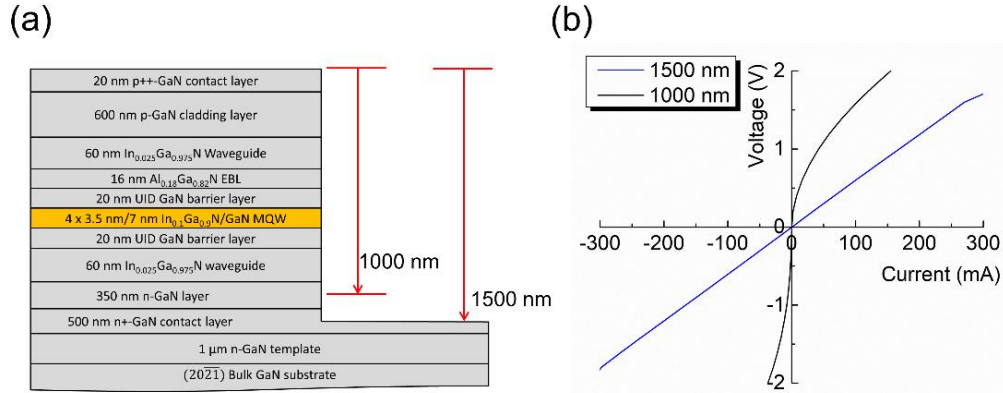 (a)
20 nm p++-GaN contact layer
600 nm p-GaN cladding layer
60 nm In0.025Ga0.975N Waveguide
16 nm Al0.18Ga0.82N EBL
20 nm UID GaN barrier layer
4 x 3.5 nm/7 nm In0.1Ga0.9N/GaN MQW
20 nm UID GaN barrier layer
60 nm In0.025Ga0.975N waveguide
350 nm n-GaN layer
500 nm n+-GaN contact layer
1 µm n-GaN template
(202̅1̅) Bulk GaN substrate
1000 nm
1500 nm
(b)
1500 nm
1000 nm
Voltage (V)
2
1
0
-1
-2
-300 -200 -100 0 100 200 300
Current (mA)